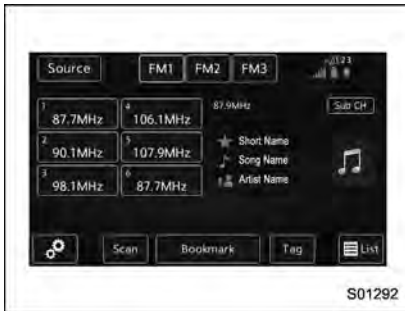 Source FM1 FM2 FM3 123
1 87.7MHz 4 106.1MHz 87.9MHz Sub CH
2 90.1MHz 5 107.9MHz Short Name
Song Name
3 98.1MHz 6 87.7MHz Artist Name
Scan Bookmark Tag List
S01292